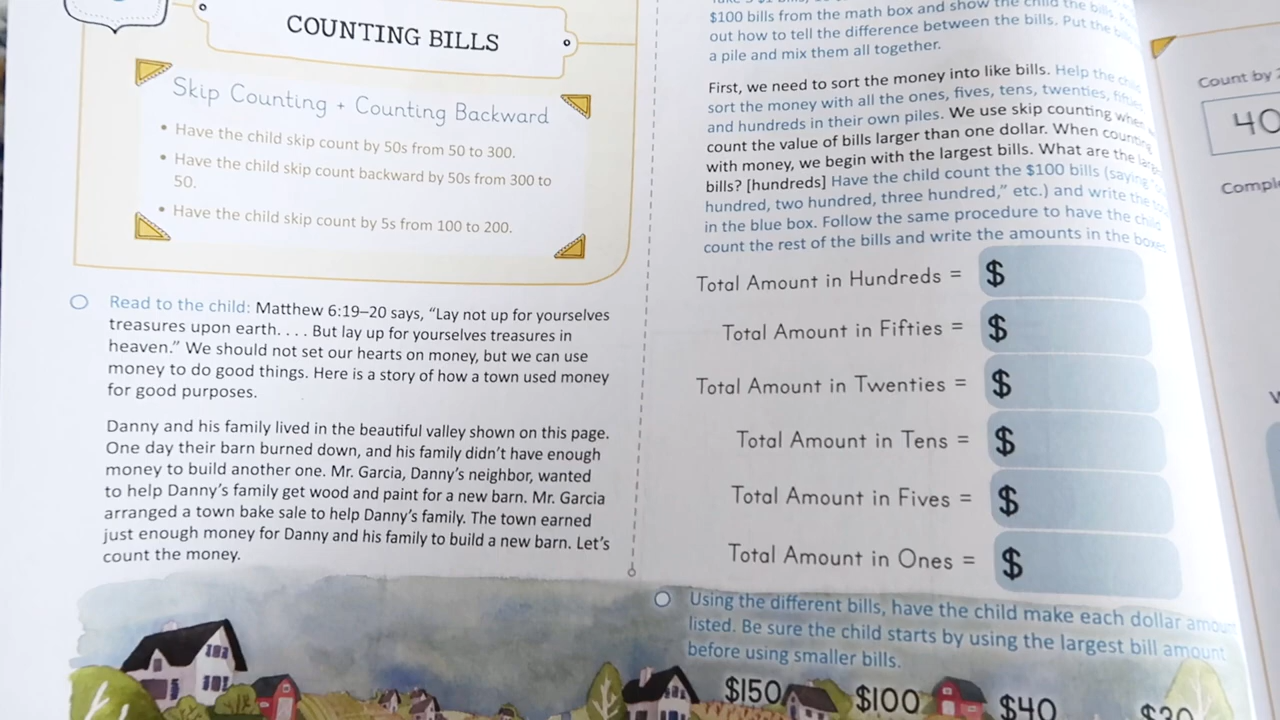 COUNTING BILLS
Skip Counting + Counting Backward
• Have the child skip count by 50s from 50 to 300.
• Have the child skip count backward by 50s from 300 to
50.
• Have the child skip count by 5s from 100 to 200.
Read to the child: Matthew 6:19–20 says, “Lay not up for yourselves
treasures upon earth. . . . But lay up for yourselves treasures in
heaven.” We should not set our hearts on money, but we can use
money to do good things. Here is a story of how a town used money
for good purposes.
Danny and his family lived in the beautiful valley shown on this page.
One day their barn burned down, and his family didn’t have enough
money to build another one. Mr. Garcia, Danny’s neighbor, wanted
to help Danny’s family get wood and paint for a new barn. Mr. Garcia
arranged a town bake sale to help Danny’s family. The town earned
just enough money for Danny and his family to build a new barn. Let’s
count the money.
$100 bills from the math box and show the child the
out how to tell the difference between the bills. Put the
a pile and mix them all together.
First, we need to sort the money into like bills. Help the
sort the money with all the ones, fives, tens, twenties,
and hundreds in their own piles. We use skip counting
count the value of bills larger than one dollar. When
with money, we begin with the largest bills. What are the
bills? [hundreds] Have the child count the $100 bills (saying
hundred, two hundred, three hundred,” etc.) and write the
in the blue box. Follow the same procedure to have the
count the rest of the bills and write the amounts in the
Total Amount in Hundreds = $
Total Amount in Fifties = $
Total Amount in Twenties = $
Total Amount in Tens = $
Total Amount in Fives = $
Total Amount in Ones = $
Using the different bills, have the child make each dollar
listed. Be sure the child starts by using the largest bill amount
before using smaller bills.
$150 $100 $40
Count by
40